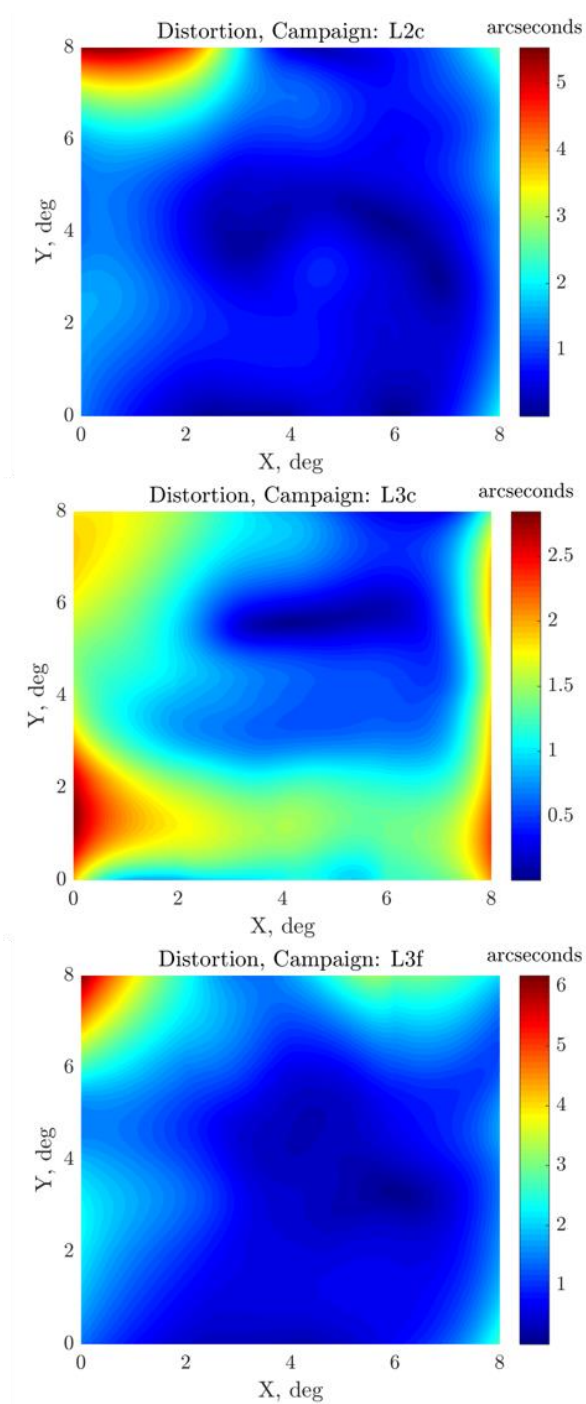 Distortion, Campaign: L2c
arcseconds
8
6
4
2
0
Y, deg
0 2 4 6 8
X, deg
5
4
3
2
1
Distortion, Campaign: L3c
arcseconds
8
6
4
2
0
Y, deg
0 2 4 6 8
X, deg
2.5
2
1.5
1
0.5
Distortion, Campaign: L3f
arcseconds
8
6
4
2
0
Y, deg
0 2 4 6 8
X, deg
6
5
4
3
2
1